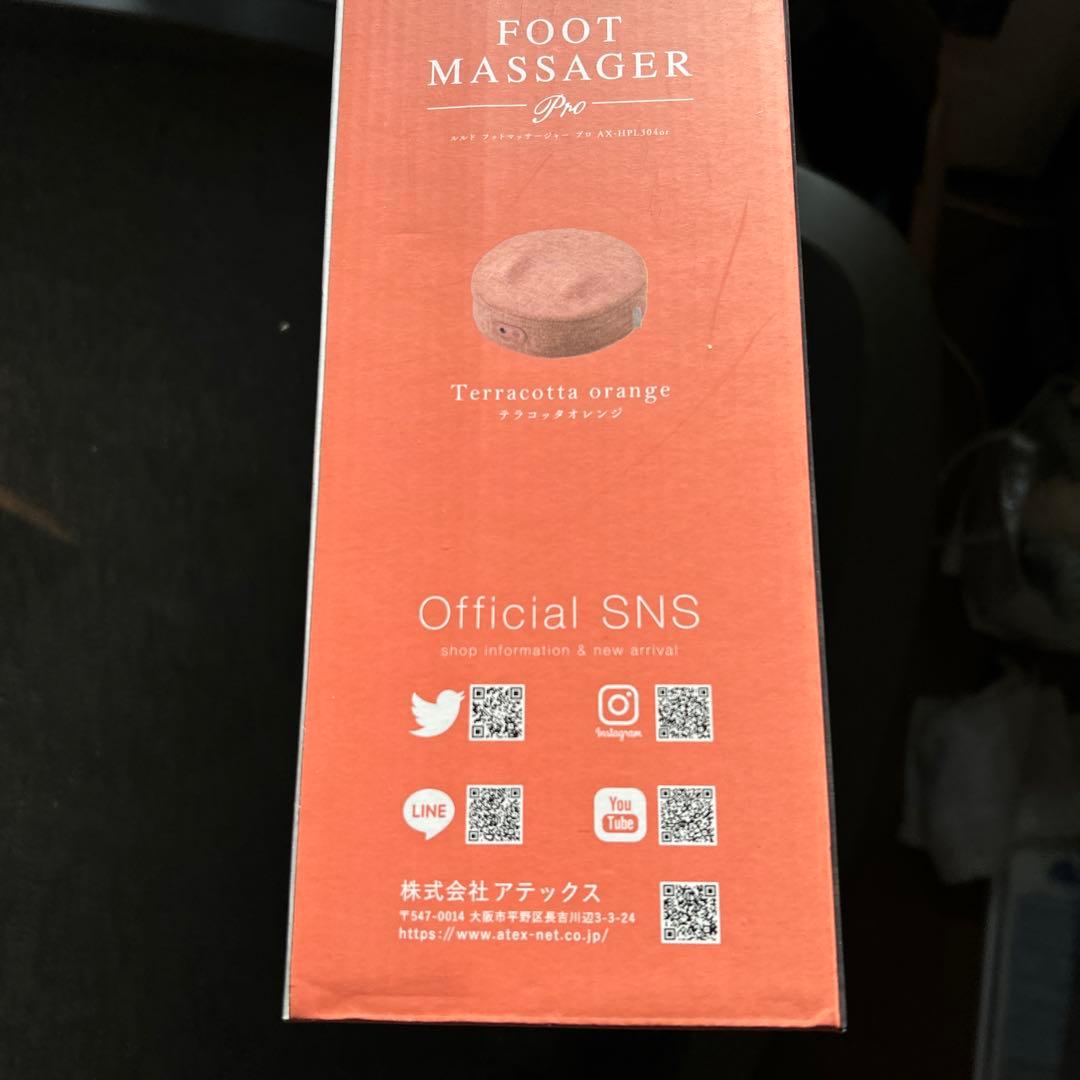 FOOT
MASSAGER
Pro
ルルド フットマッサージャー プロ AX-HPL304or
Terracotta orange
テラコッタオレンジ
Official SNS
shop information & new arrival
Instagram
LINE
You
Tube
株式会社アテックス
〒547-0014 大阪市平野区長吉川辺3-3-24
https://www.atex-net.co.jp/